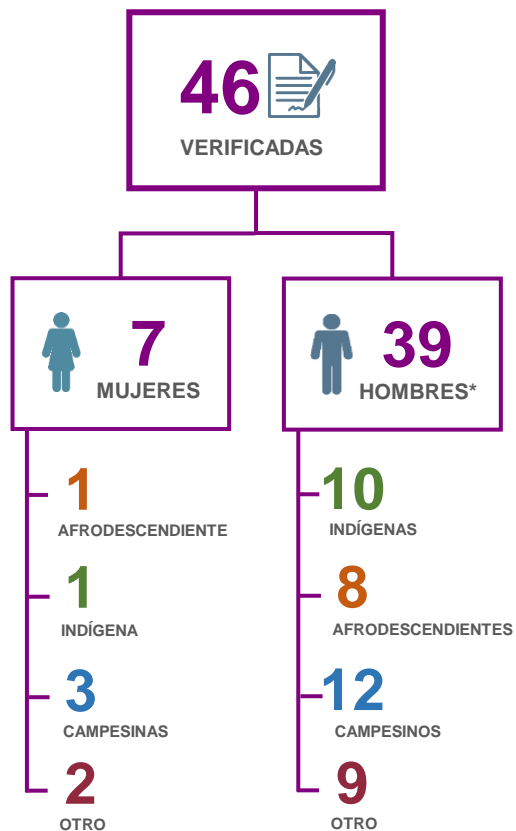 46
VERIFICADAS
7
MUJERES
39
HOMBRES*
1
AFRODESCENDIENTE
1
INDÍGENA
3
CAMPESINAS
2
OTRO
10
INDÍGENAS
8
AFRODESCENDIENTES
12
CAMPESINOS
9
OTRO